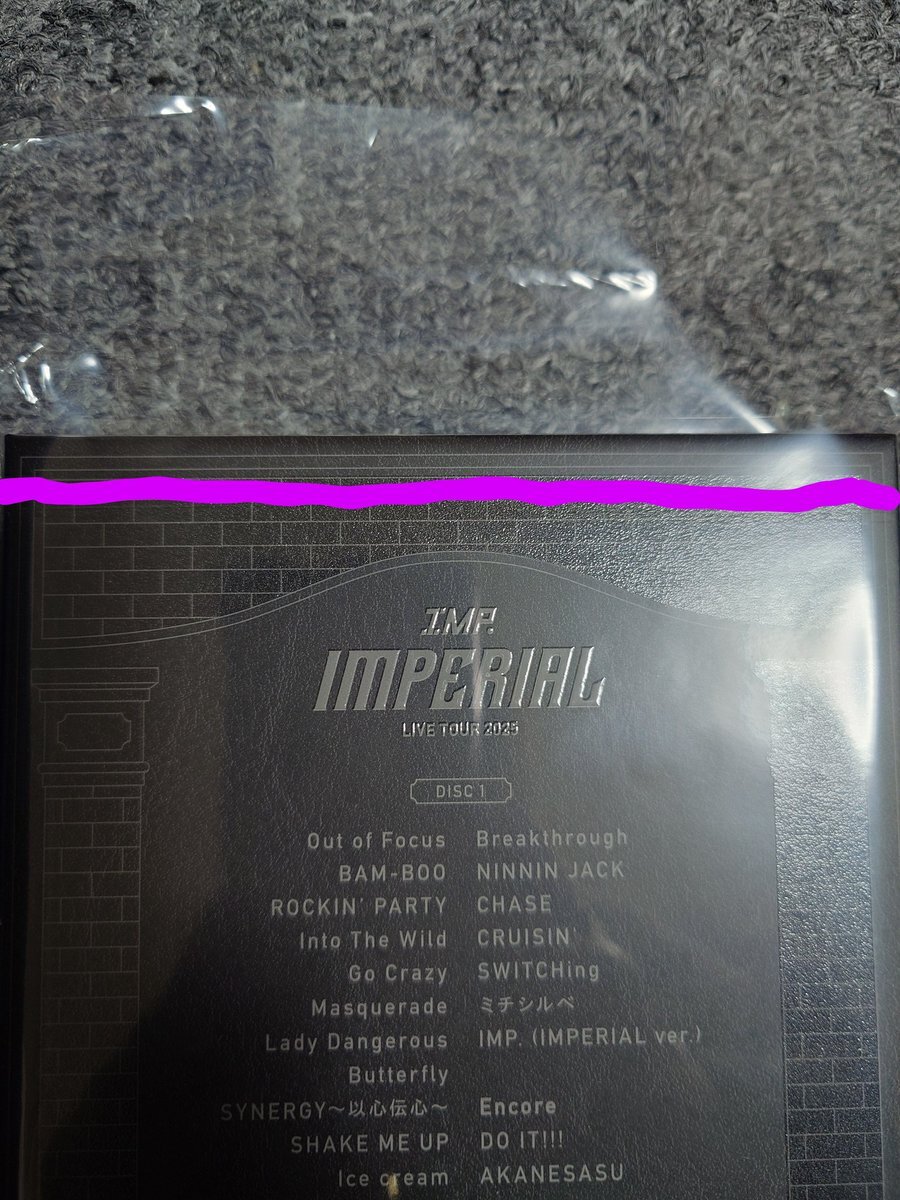 IMP.
IMPERIAL
LIVE TOUR 2025
DISC 1
Out of Focus
BAM-BOO
ROCKIN' PARTY
Into The Wild
Go Crazy
Masquerade
Lady Dangerous
Butterfly
SYNERGY～以心伝心～
SHAKE ME UP
Ice cream
Breakthrough
NINNIN JACK
CHASE
CRUISIN'
SWITCHing
ミチシルベ
IMP. (IMPERIAL ver.)
Encore
DO IT!!!
AKANESASU